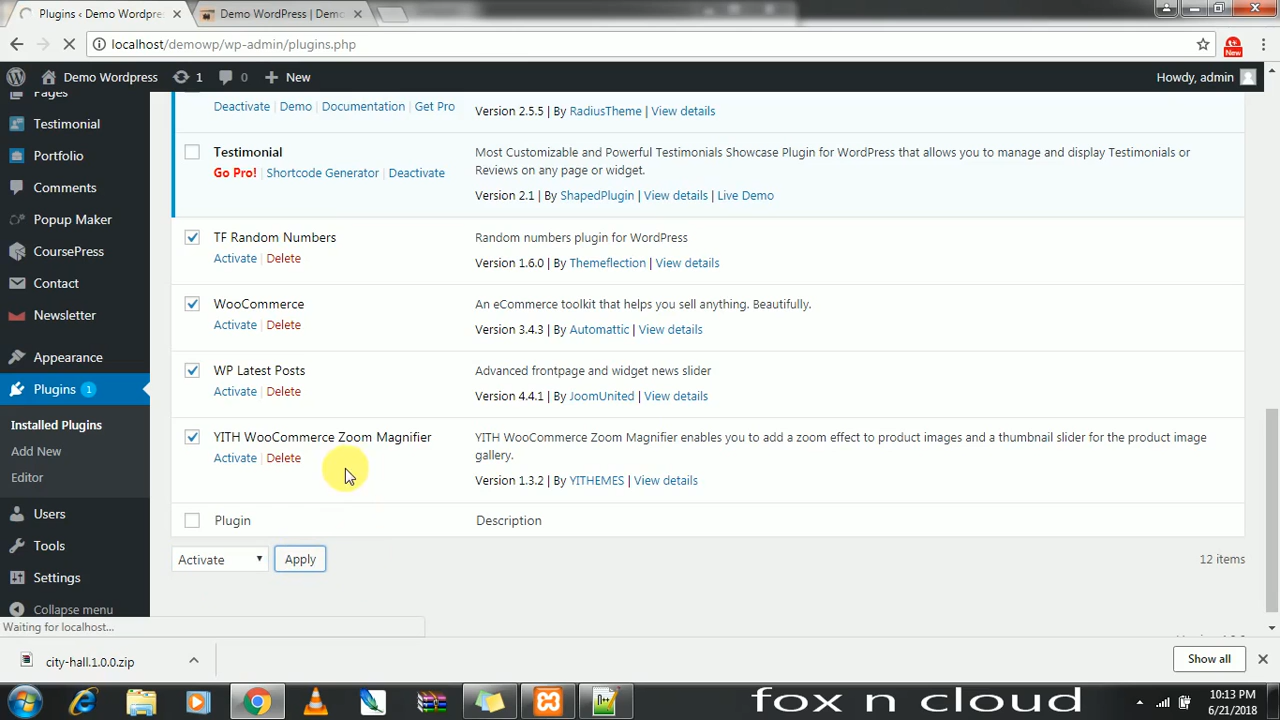 Plugins ‹ Demo Wordpre
Demo WordPress | Demo
localhost/demowp/wp-admin/plugins.php
New
Demo Wordpress 1 0 New
Howdy, admin
Pages
Testimonial
Portfolio
Comments
Popup Maker
CoursePress
Contact
Newsletter
Appearance
Plugins 1
Installed Plugins
Add New
Editor
Users
Tools
Settings
Collapse menu
Deactivate | Demo | Documentation | Get Pro
Version 2.5.5 | By RadiusTheme | View details
Testimonial
Go Pro! | Shortcode Generator | Deactivate
Most Customizable and Powerful Testimonials Showcase Plugin for WordPress that allows you to manage and display Testimonials or
Reviews on any page or widget.
Version 2.1 | By ShapedPlugin | View details | Live Demo
TF Random Numbers
Activate | Delete
Random numbers plugin for WordPress
Version 1.6.0 | By Themeflection | View details
WooCommerce
Activate | Delete
An eCommerce toolkit that helps you sell anything. Beautifully.
Version 3.4.3 | By Automattic | View details
WP Latest Posts
Activate | Delete
Advanced frontpage and widget news slider
Version 4.4.1 | By JoomUnited | View details
YITH WooCommerce Zoom Magnifier
Activate | Delete
YITH WooCommerce Zoom Magnifier enables you to add a zoom effect to product images and a thumbnail slider for the product image
gallery.
Version 1.3.2 | By YITHEMES | View details
Plugin
Description
Activate
Apply
12 items
Waiting for localhost...
city-hall.1.0.0.zip
Show all
fox n cloud
10:13 PM
6/21/2018